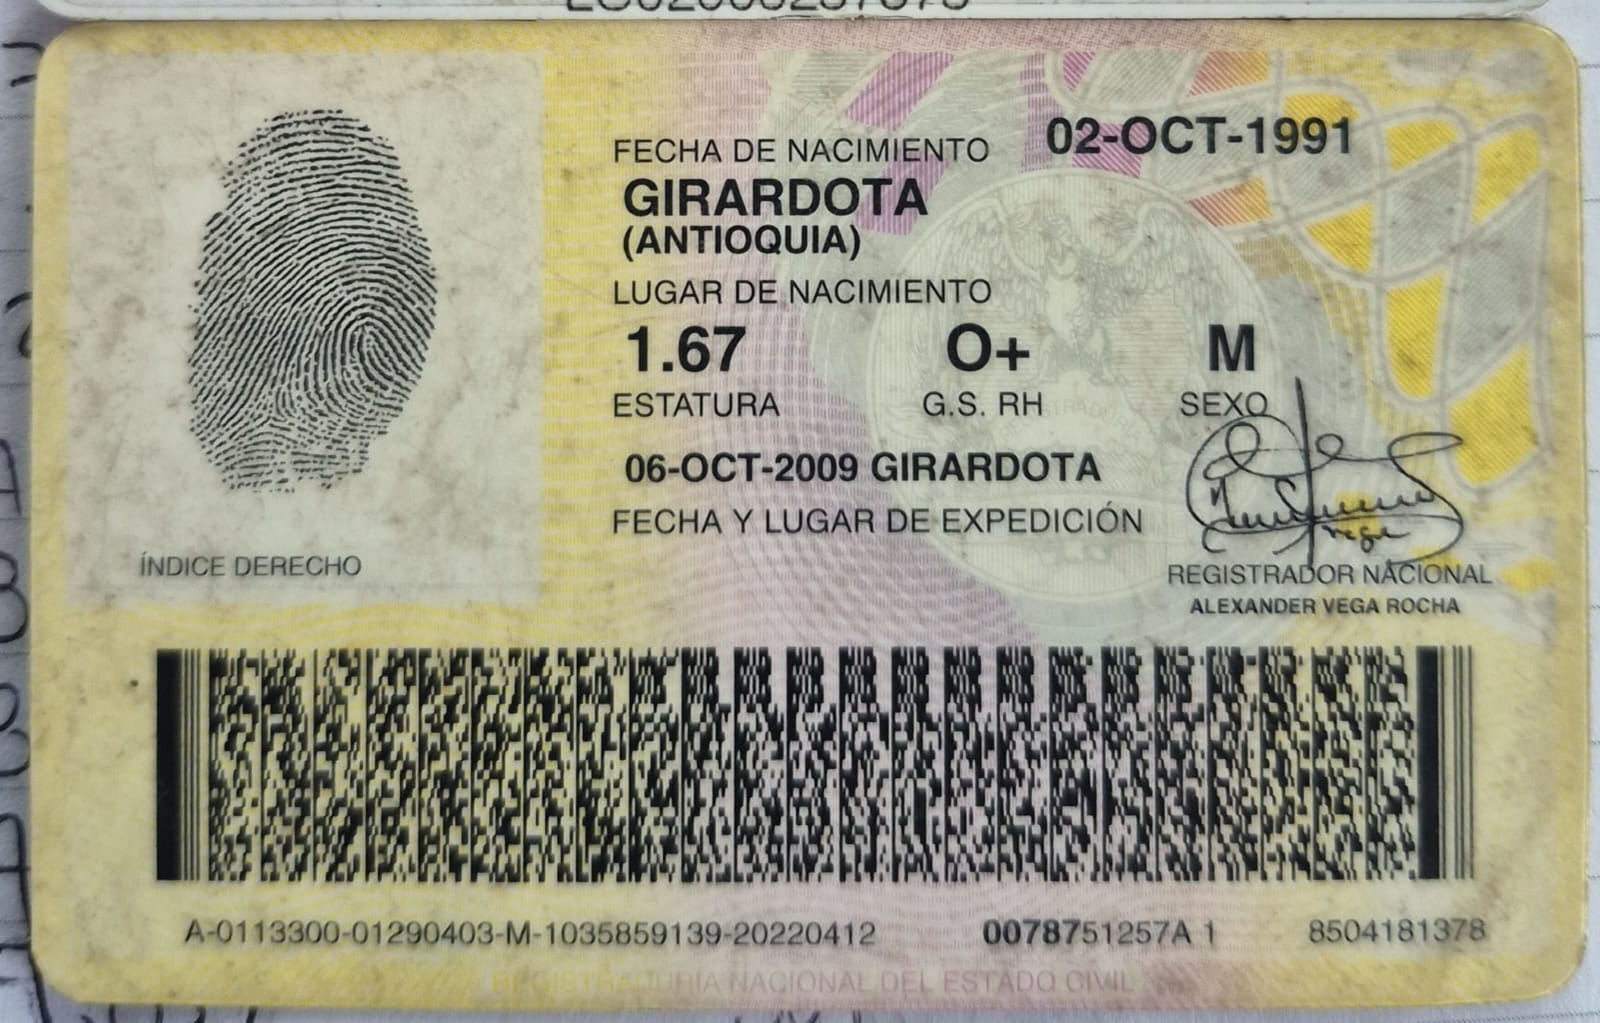 FECHA DE NACIMIENTO 02-OCT-1991
GIRARDOTA
(ANTIOQUIA)
LUGAR DE NACIMIENTO
1.67 O+ M
ESTATURA G.S. RH SEXO
06-OCT-2009 GIRARDOTA
FECHA Y LUGAR DE EXPEDICIÓN
ÍNDICE DERECHO
REGISTRADOR NACIONAL
ALEXANDER VEGA ROCHA
A-0113300-01290403-M-1035859139-20220412 0078751257A 1 8504181378
REGISTRADURIA NACIONAL DEL ESTADO CIVIL